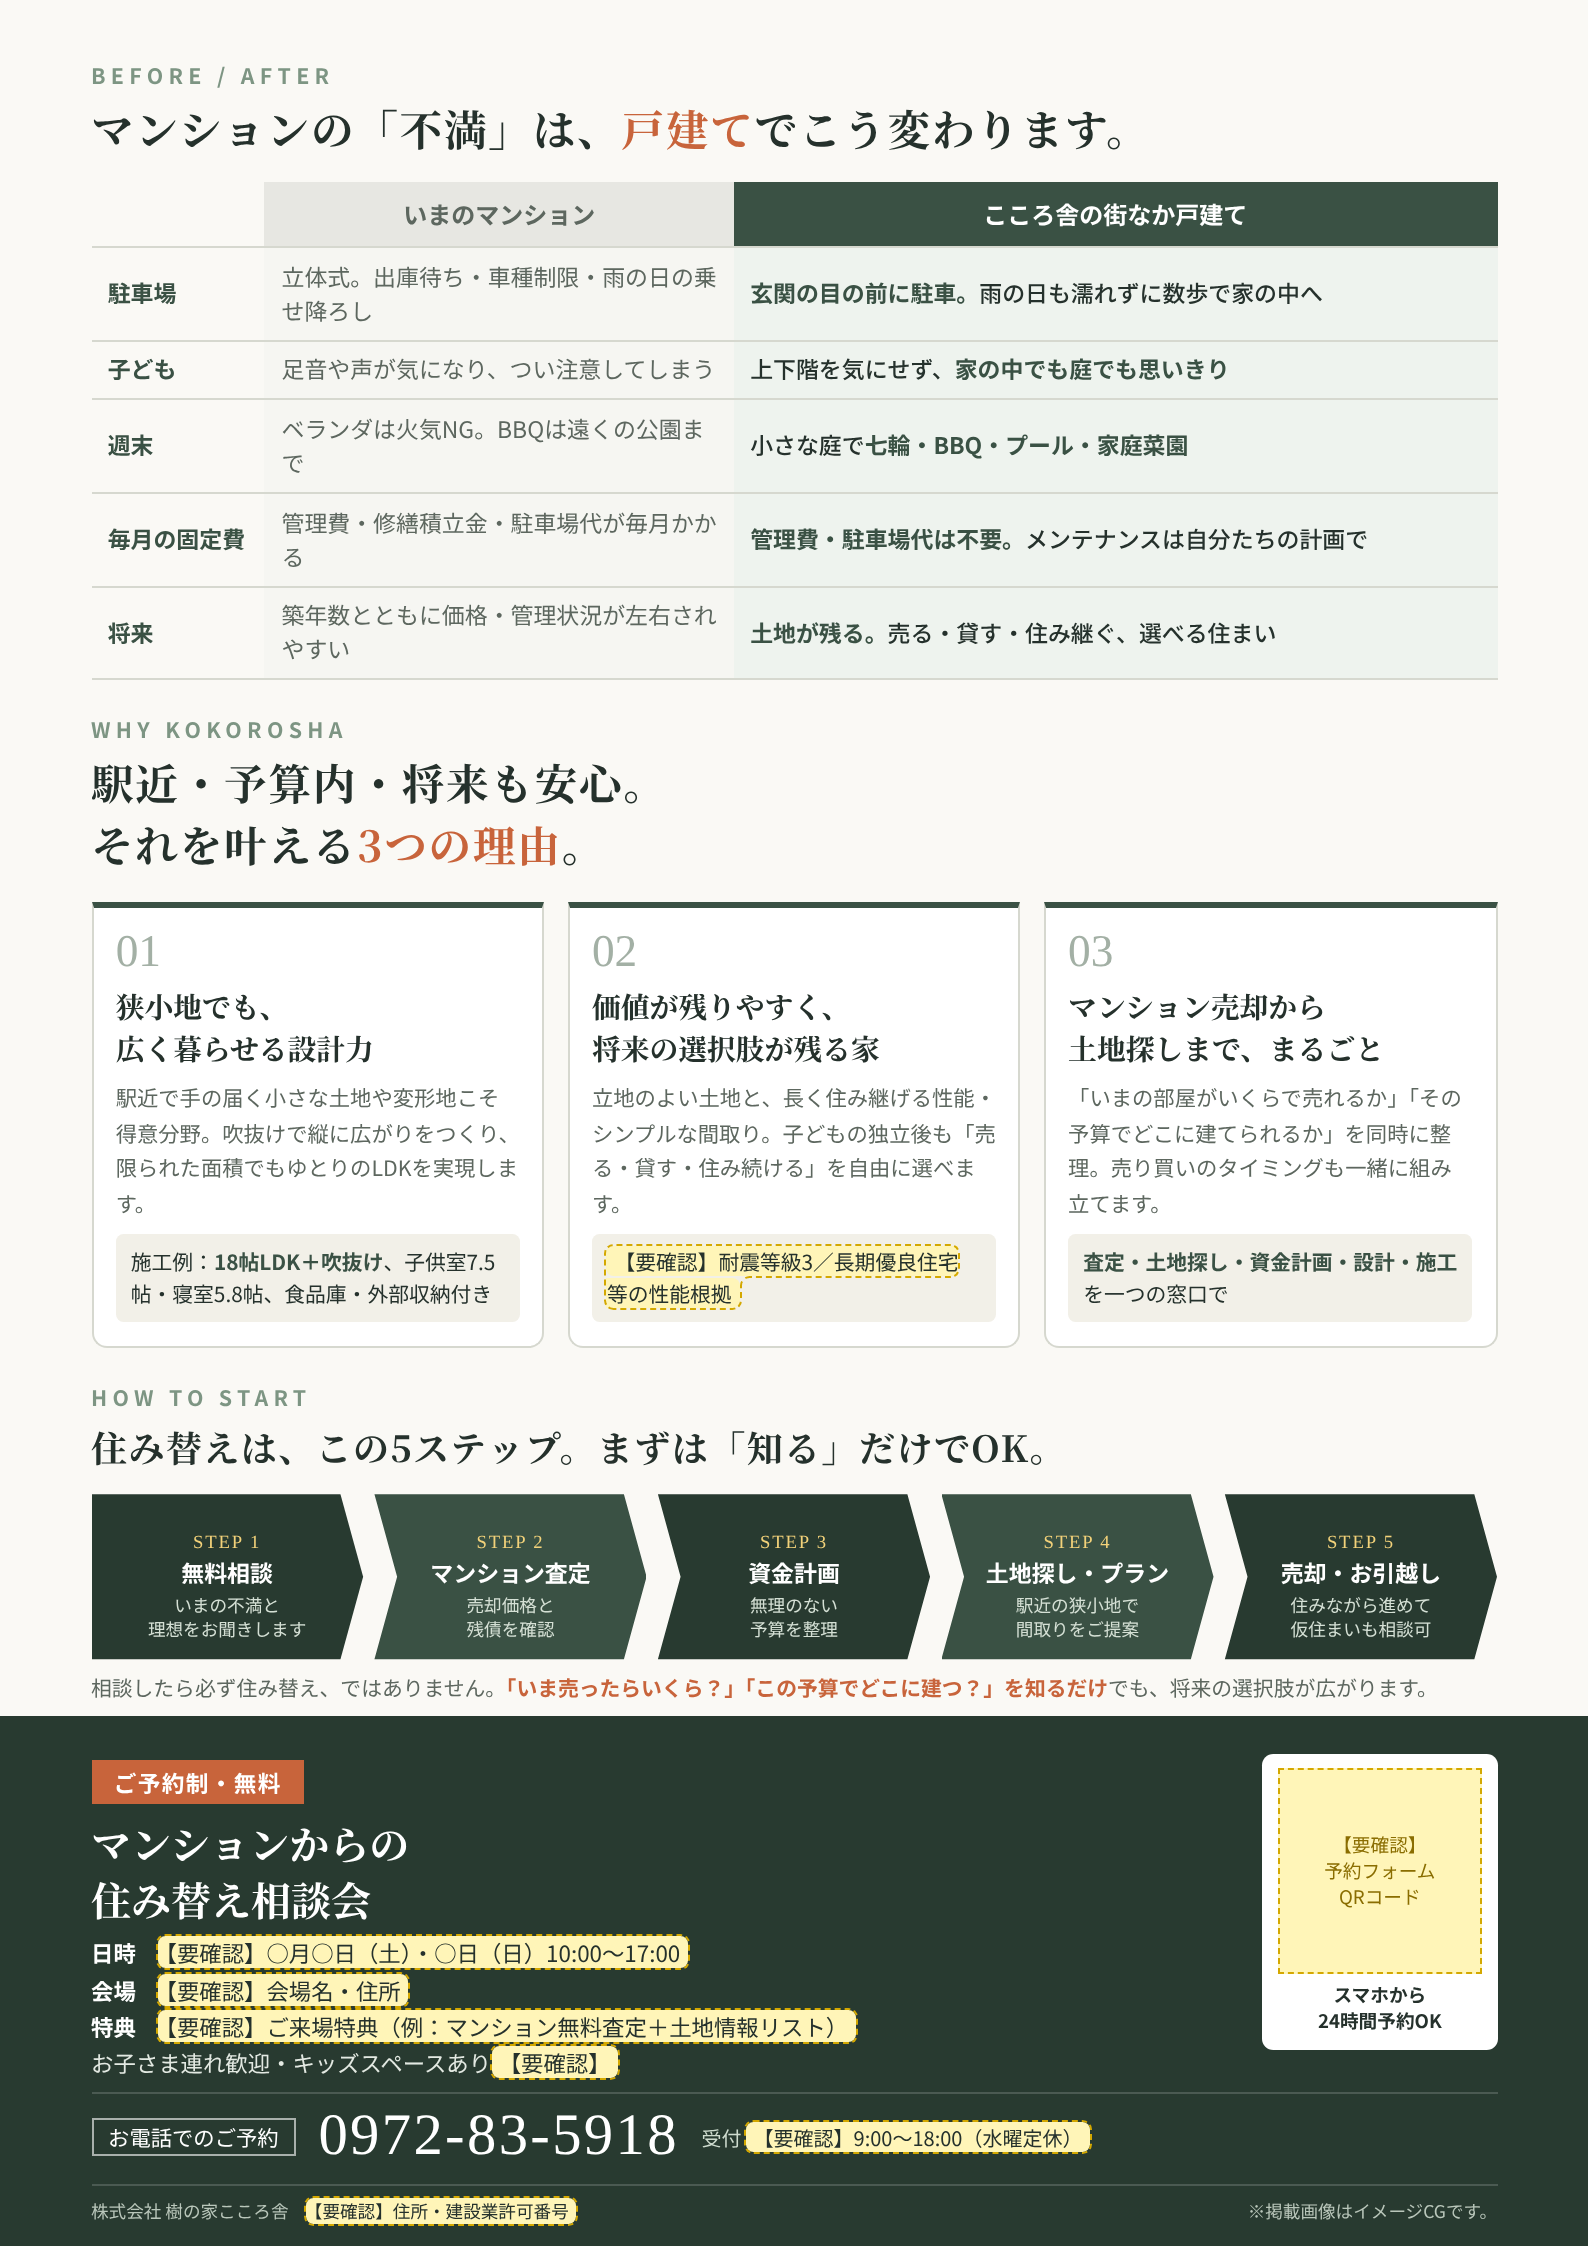 BEFORE / AFTER
マンションの「不満」は、戸建てでこう変わります。
いまのマンション
こころ舎の街なか戸建て
駐車場
立体式。出庫待ち・車種制限・雨の日の乗
せ降ろし
玄関の目の前に駐車。雨の日も濡れずに数歩で家の中へ
子ども
足音や声が気になり、つい注意してしまう
上下階を気にせず、家の中でも庭でも思いきり
週末
ベランダは火気NG。BBQは遠くの公園ま
で
小さな庭で七輪・BBQ・プール・家庭菜園
毎月の固定費
管理費・修繕積立金・駐車場代が毎月かか
る
管理費・駐車場代は不要。メンテナンスは自分たちの計画で
将来
築年数とともに価格・管理状況が左右され
やすい
土地が残る。売る・貸す・住み継ぐ、選べる住まい
WHY KOKOROSHA
駅近・予算内・将来も安心。
それを叶える3つの理由。
01
狭小地でも、
広く暮らせる設計力
駅近で手の届く小さな土地や変形地こそ
得意分野。吹抜けで縦に広がりをつくり、
限られた面積でもゆとりのLDKを実現しま
す。
施工例：18帖LDK＋吹抜け、子供室7.5
帖・寝室5.8帖、食品庫・外部収納付き
02
価値が残りやすく、
将来の選択肢が残る家
立地のよい土地と、長く住み継げる性能・
シンプルな間取り。子どもの独立後も「売
る・貸す・住み続ける」を自由に選べま
す。
【要確認】耐震等級3／長期優良住宅
等の性能根拠
03
マンション売却から
土地探しまで、まるごと
「いまの部屋がいくらで売れるか」「その
予算でどこに建てられるか」を同時に整
理。売り買いのタイミングも一緒に組み
立てます。
査定・土地探し・資金計画・設計・施工
を一つの窓口で
HOW TO START
住み替えは、この5ステップ。まずは「知る」だけでOK。
STEP 1
無料相談
いまの不満と
理想をお聞きします
STEP 2
マンション査定
売却価格と
残債を確認
STEP 3
資金計画
無理のない
予算を整理
STEP 4
土地探し・プラン
駅近の狭小地で
間取りをご提案
STEP 5
売却・お引越し
住みながら進めて
仮住まいも相談可
相談したら必ず住み替え、ではありません。「いま売ったらいくら？」「この予算でどこに建つ？」を知るだけでも、将来の選択肢が広がります。
ご予約制・無料
マンションからの
住み替え相談会
日時 【要確認】〇月〇日（土）・〇日（日）10:00〜17:00
会場 【要確認】会場名・住所
特典 【要確認】ご来場特典（例：マンション無料査定＋土地情報リスト）
お子さま連れ歓迎・キッズスペースあり【要確認】
【要確認】
予約フォーム
QRコード
スマホから
24時間予約OK
お電話でのご予約 0972-83-5918 受付【要確認】9:00〜18:00（水曜定休）
株式会社 樹の家こころ舎 【要確認】住所・建設業許可番号
※掲載画像はイメージCGです。